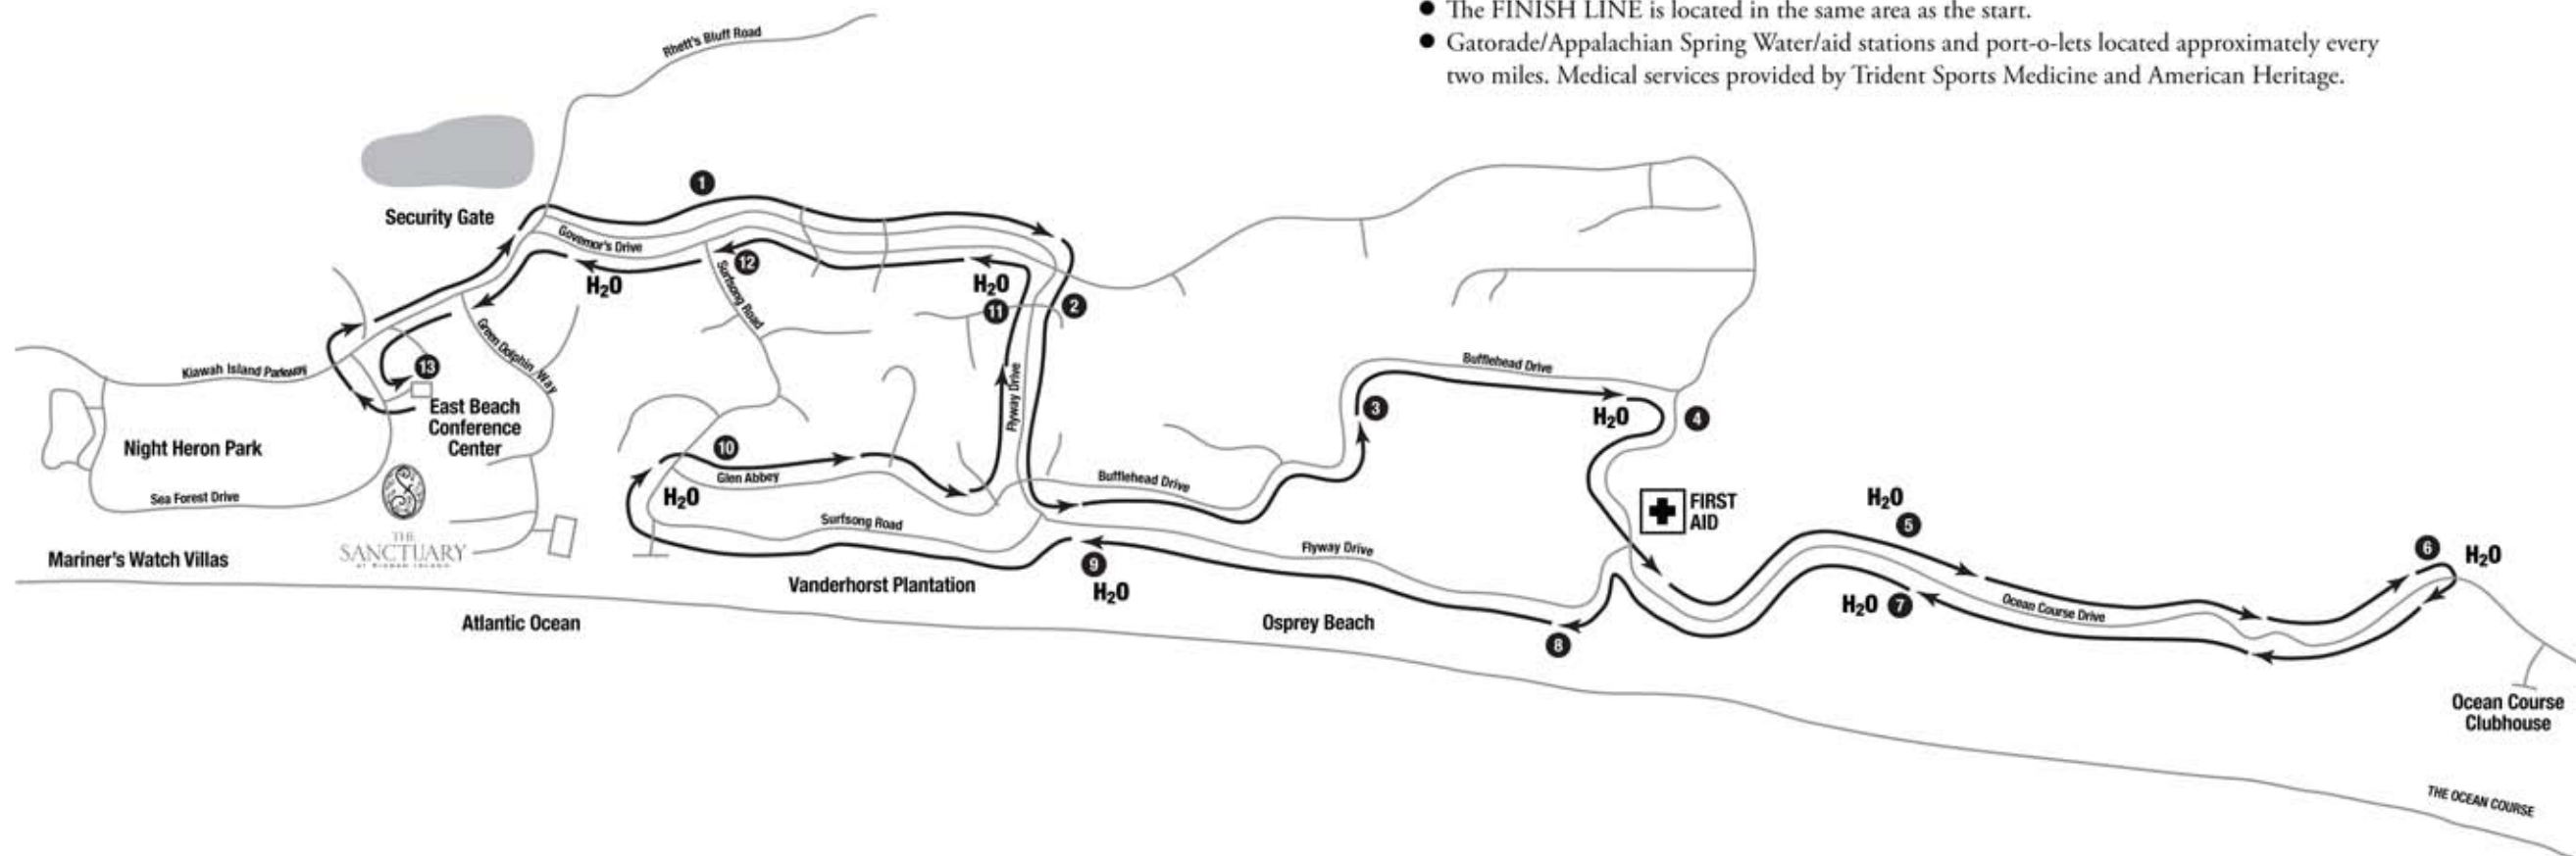 ● The FINISH LINE is located in the same area as the start.
● Gatorade/Appalachian Spring Water/aid stations and port-o-lets located approximately every
two miles. Medical services provided by Trident Sports Medicine and American Heritage.
Rhett's Bluff Road
Security Gate
1
Governor's Drive
12
H₂O
Surfsong Road
H₂O
11
2
Green Dolphin Way
Kiawah Island Parkway
13
East Beach
Conference
Center
Night Heron Park
Sea Forest Drive
THE
SANCTUARY
AT KIAWAH ISLAND
Mariner's Watch Villas
Flyway Drive
10
Glen Abbey
H₂O
Surfsong Road
Bufflehead Drive
3
Bufflehead Drive
H₂O
4
FIRST
AID
H₂O
5
6
H₂O
Flyway Drive
9
H₂O
Vanderhorst Plantation
Atlantic Ocean
Osprey Beach
8
H₂O
7
Ocean Course Drive
Ocean Course
Clubhouse
THE OCEAN COURSE